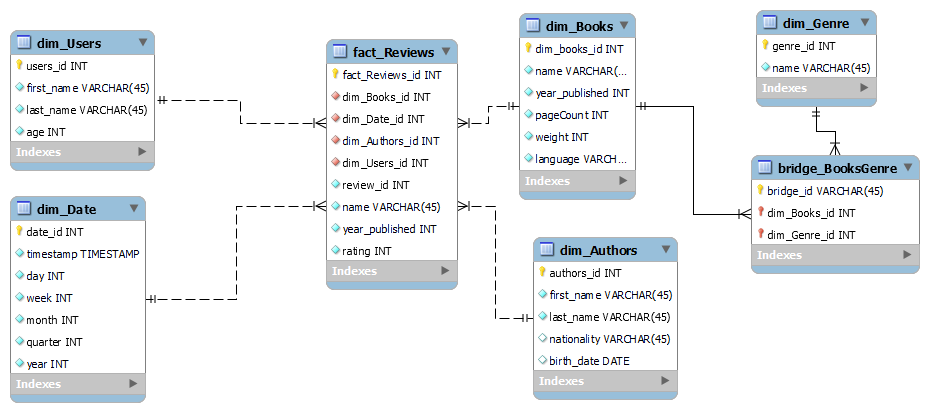 dim_Users
users_id INT
first_name VARCHAR(45)
last_name VARCHAR(45)
age INT
Indexes
dim_Date
date_id INT
timestamp TIMESTAMP
day INT
week INT
month INT
quarter INT
year INT
Indexes
fact_Reviews
fact_Reviews_id INT
dim_Books_id INT
dim_Date_id INT
dim_Authors_id INT
dim_Users_id INT
review_id INT
name VARCHAR(45)
year_published INT
rating INT
Indexes
dim_Books
dim_books_id INT
name VARCHAR(...
year_published INT
pageCount INT
weight INT
language VARCH...
Indexes
dim_Authors
authors_id INT
first_name VARCHAR(45)
last_name VARCHAR(45)
nationality VARCHAR(45)
birth_date DATE
Indexes
dim_Genre
genre_id INT
name VARCHAR(45)
Indexes
bridge_BooksGenre
bridge_id VARCHAR(45)
dim_Books_id INT
dim_Genre_id INT
Indexes